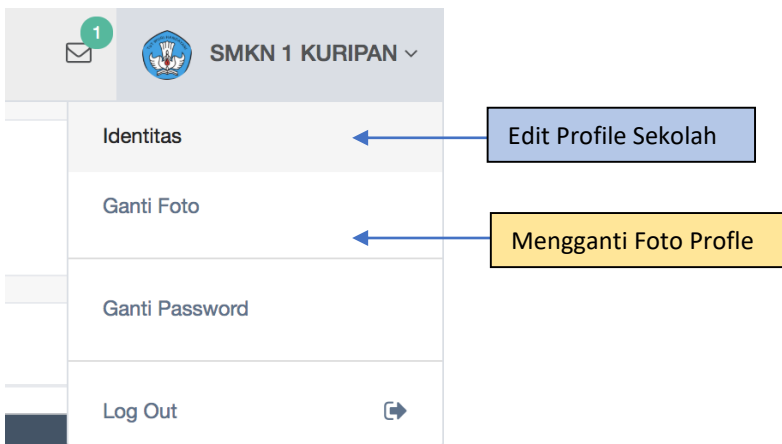 1
SMKN 1 KURIPAN
Identitas
Edit Profile Sekolah
Ganti Foto
Mengganti Foto Profle
Ganti Password
Log Out